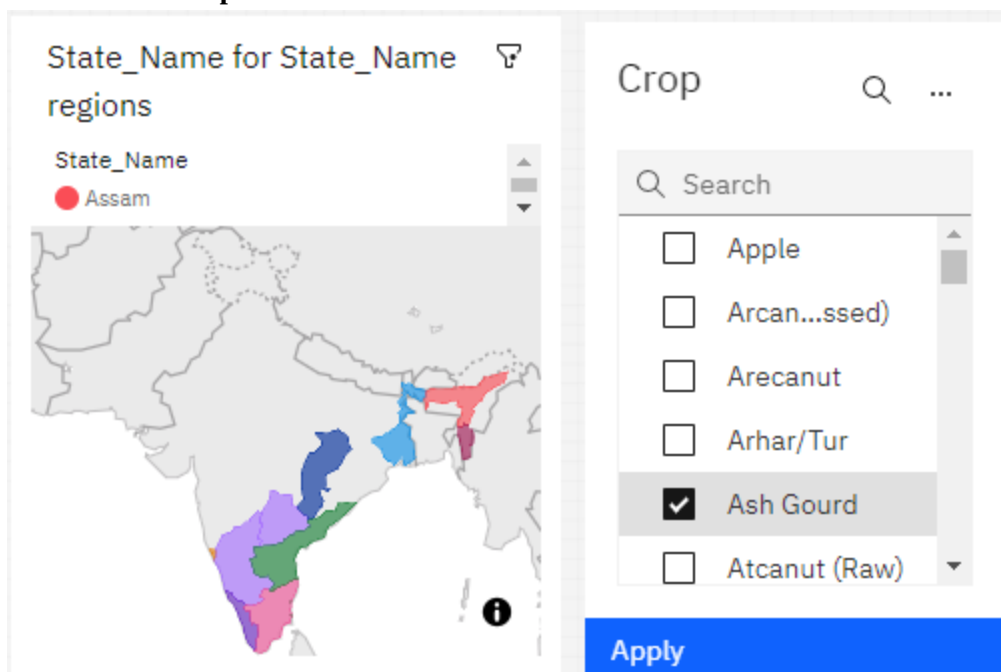 State_Name for State_Name
regions
State_Name
Assam
Crop
Search
Apple
Arcan...ssed)
Arecanut
Arhar/Tur
Ash Gourd
Atcanut (Raw)
Apply